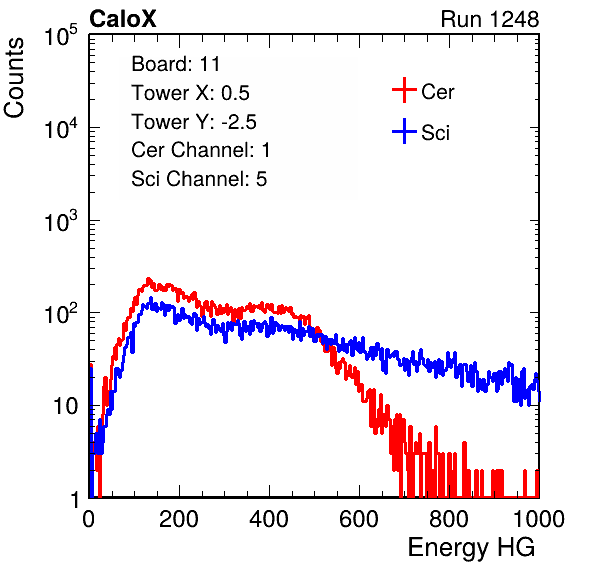 CaloX Run 1248
Counts
10^5
10^4
10^3
10^2
10
1
Board: 11
Tower X: 0.5
Tower Y: -2.5
Cer Channel: 1
Sci Channel: 5
Cer
Sci
0 200 400 600 800 1000
Energy HG